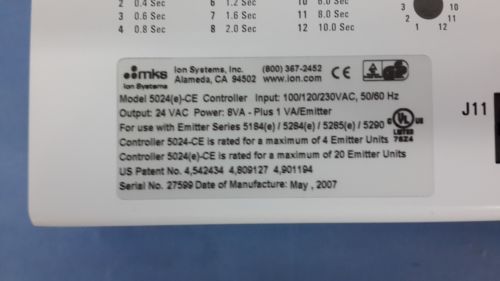 2 0.4 Sec 6 1.2 Sec 10 6.0 Sec
3 0.6 Sec 7 1.6 Sec 11 8.0 Sec
4 0.8 Sec 8 2.0 Sec 12 10.0 Sec
3 10
2 11
1 12
mks Ion Systems, Inc. (800) 367-2452
Ion Systems Alameda, CA 94502 www.ion.com CE
Model 5024(e)-CE Controller Input: 100/120/230VAC, 50/60 Hz
Output: 24 VAC Power: 8VA - Plus 1 VA/Emitter
For use with Emitter Series 5184(e) / 5284(e) / 5285(e) / 5290
Controller 5024-CE is rated for a maximum of 4 Emitter Units
Controller 5024(e)-CE is rated for a maximum of 20 Emitter Units
US Patent No. 4,542434 4,809127 4,901194
Serial No. 27599 Date of Manufacture: May , 2007
c UL US
LISTED
78Z4
J11